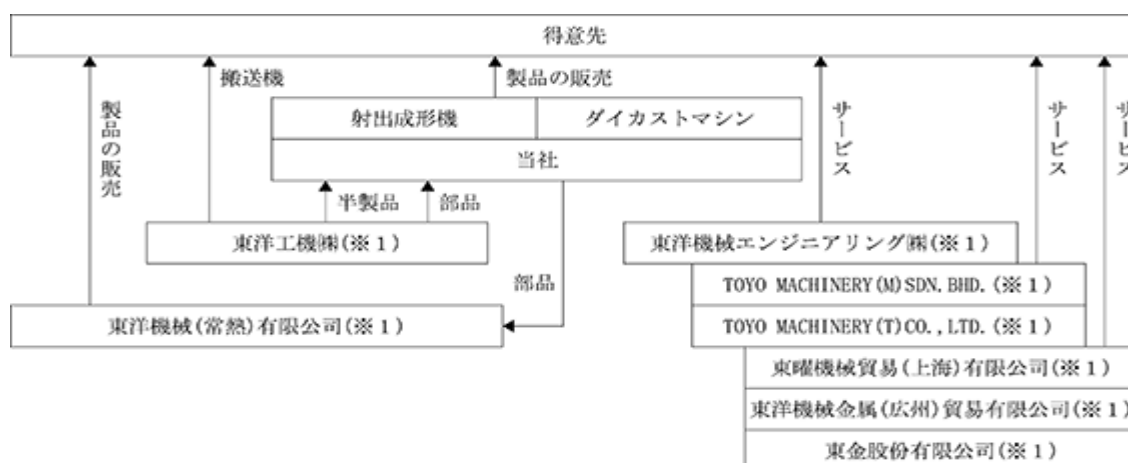 得意先
搬送機
製品の販売
製品の販売
サービス
サービス
サービス
射出成形機
ダイカストマシン
当社
半製品
部品
東洋工機㈱(※1)
東洋機械エンジニアリング㈱(※1)
部品
TOYO MACHINERY(M)SDN.BHD.(※1)
東洋機械(常熟)有限公司(※1)
TOYO MACHINERY(T)CO.,LTD.(※1)
東曜機械貿易(上海)有限公司(※1)
東洋機械金属(広州)貿易有限公司(※1)
東金股份有限公司(※1)